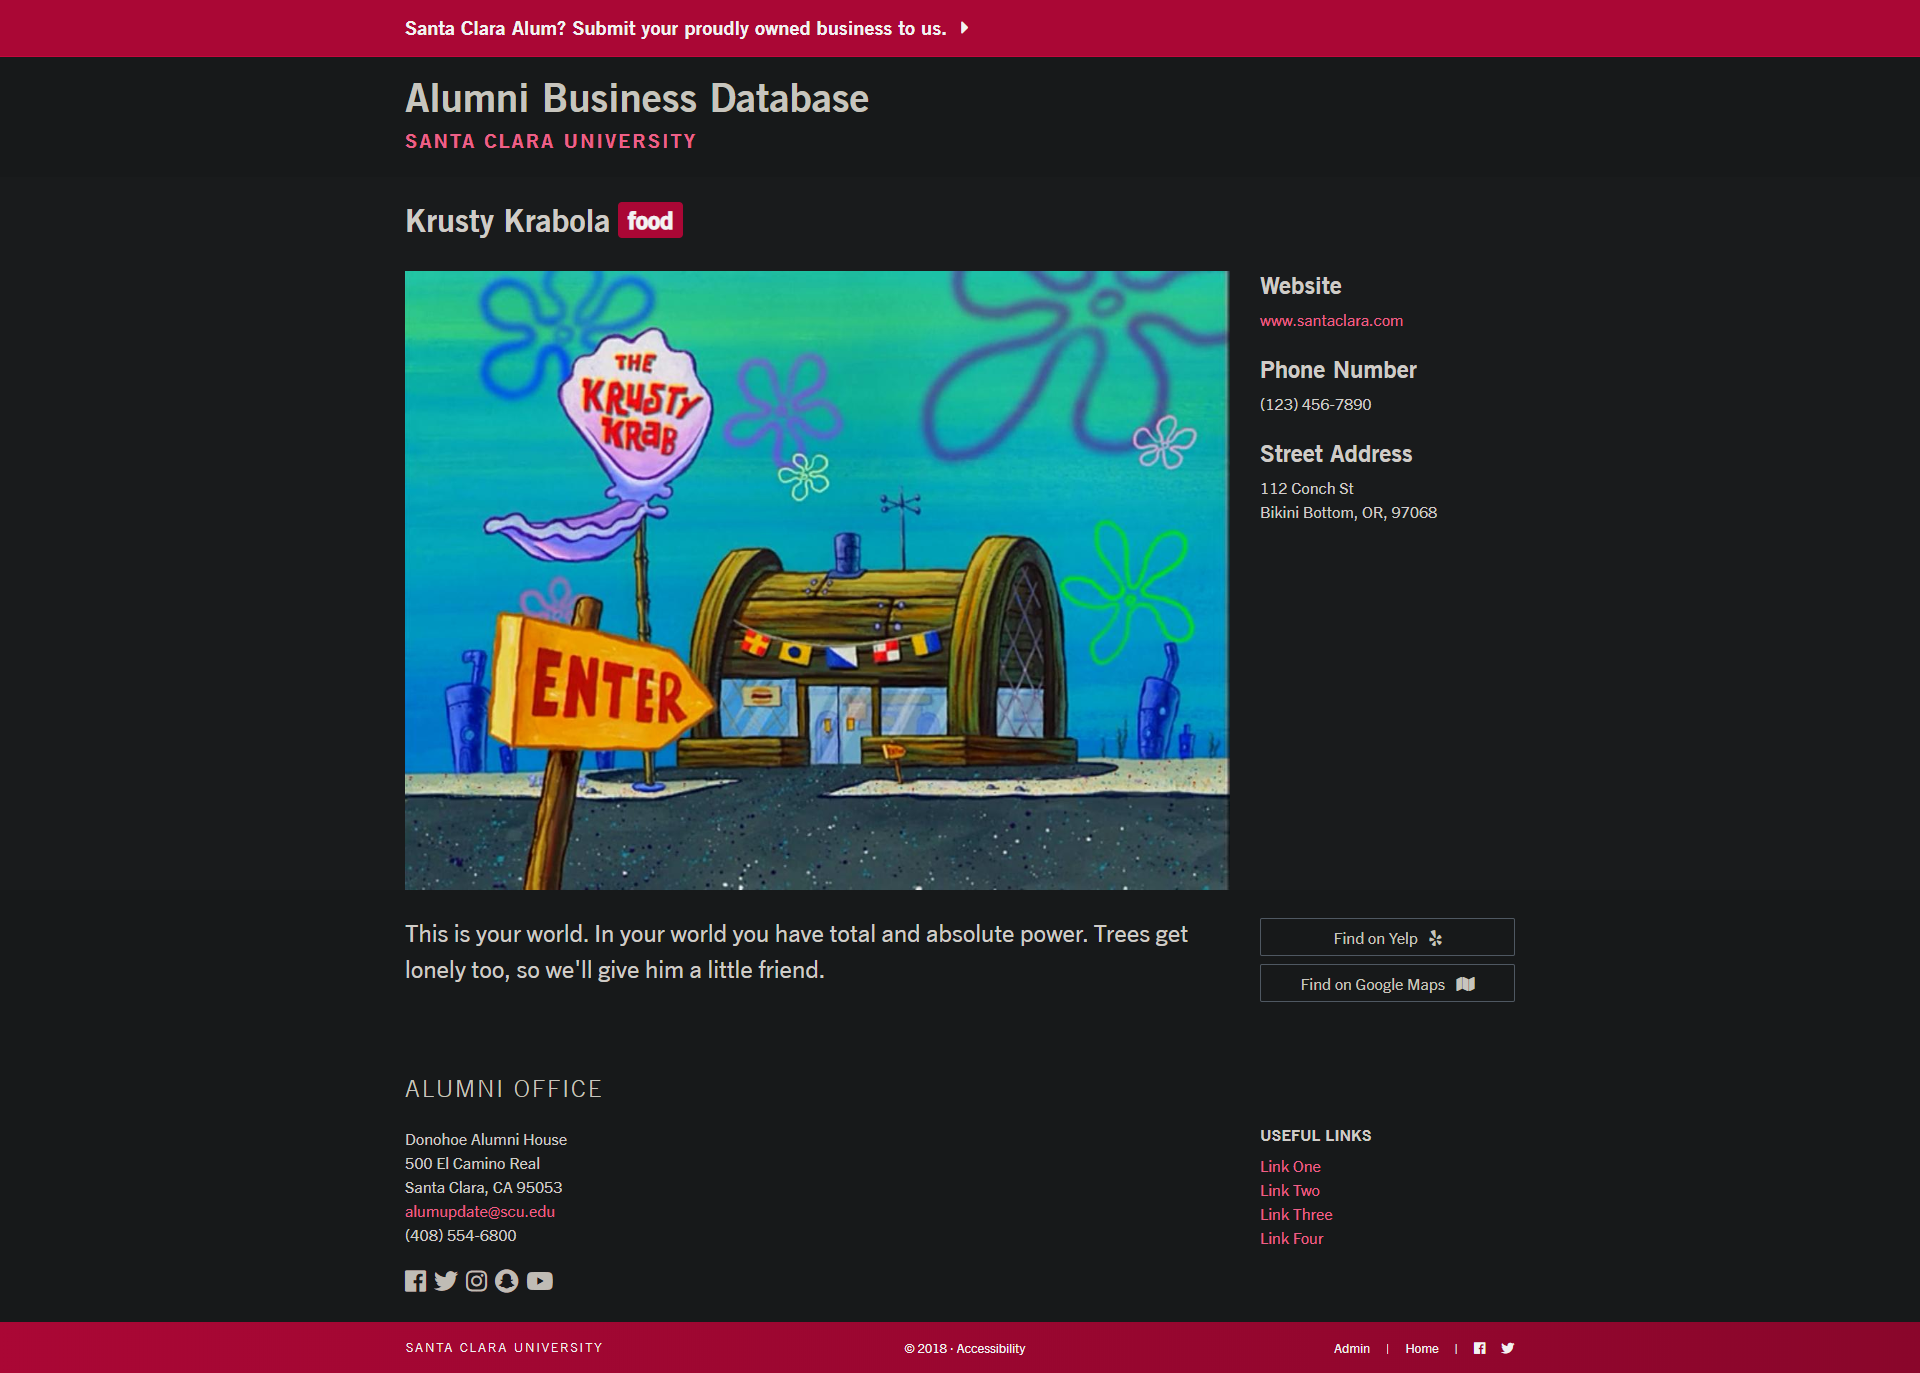 Santa Clara Alum? Submit your proudly owned business to us.
Alumni Business Database
SANTA CLARA UNIVERSITY
Krusty Krabola food
THE
KRUSTY
KRAB
ENTER
Website
www.santaclara.com
Phone Number
(123) 456-7890
Street Address
112 Conch St
Bikini Bottom, OR, 97068
This is your world. In your world you have total and absolute power. Trees get
lonely too, so we'll give him a little friend.
Find on Yelp
Find on Google Maps
ALUMNI OFFICE
Donohoe Alumni House
500 El Camino Real
Santa Clara, CA 95053
alumupdate@scu.edu
(408) 554-6800
USEFUL LINKS
Link One
Link Two
Link Three
Link Four
SANTA CLARA UNIVERSITY
© 2018 · Accessibility
Admin | Home |